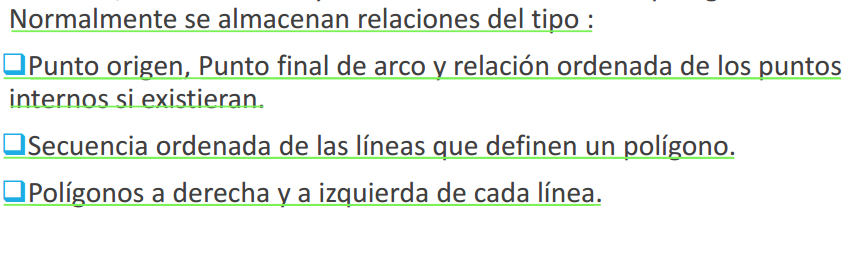 Normalmente se almacenan relaciones del tipo :
❑Punto origen, Punto final de arco y relación ordenada de los puntos
internos si existieran.
❑Secuencia ordenada de las líneas que definen un polígono.
❑Polígonos a derecha y a izquierda de cada línea.